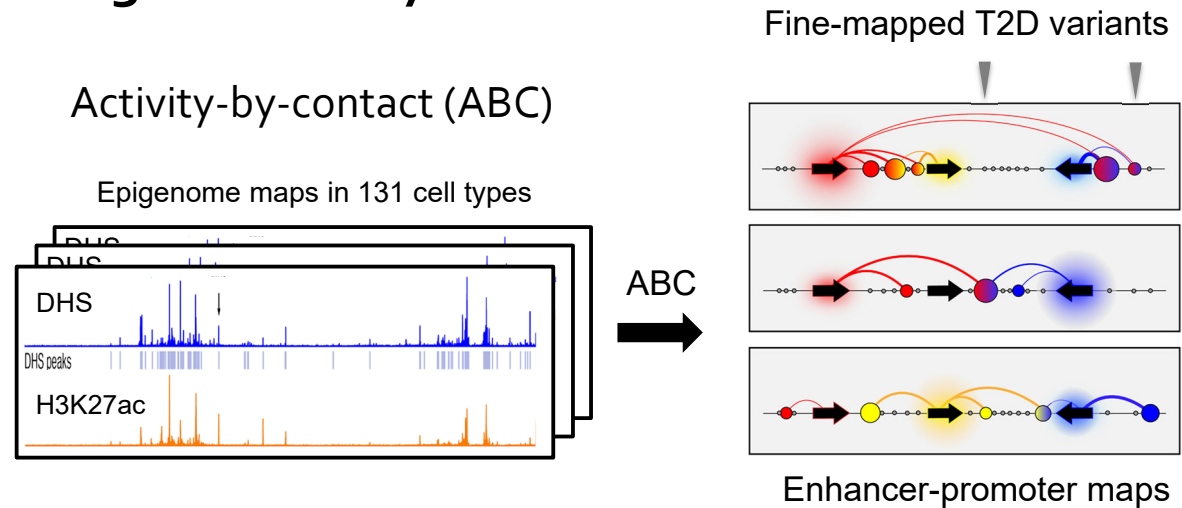 Fine-mapped T2D variants
Activity-by-contact (ABC)
Epigenome maps in 131 cell types
DHS
DHS
DHS
DHS peaks
H3K27ac
ABC
Enhancer-promoter maps